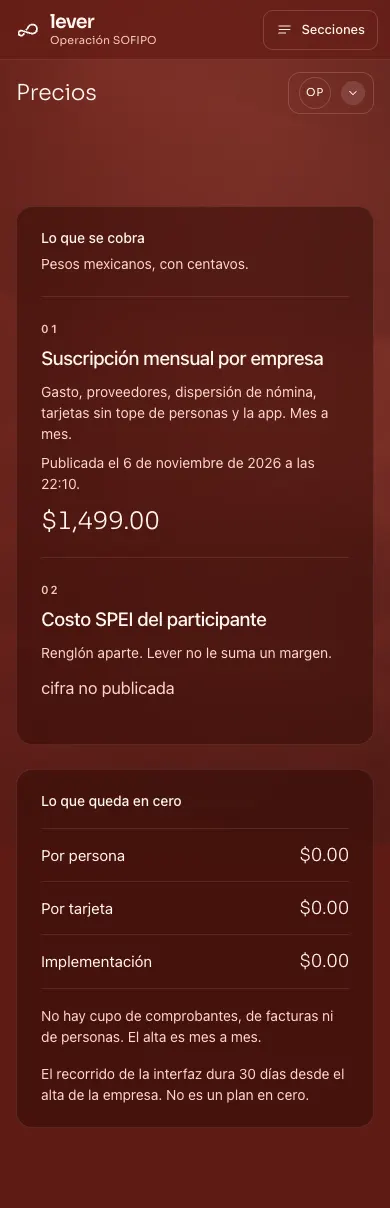 lever
Operación SOFIPO
Secciones
Precios
OP
Lo que se cobra
Pesos mexicanos, con centavos.
01
Suscripción mensual por empresa
Gasto, proveedores, dispersión de nómina,
tarjetas sin tope de personas y la app. Mes a
mes.
Publicada el 6 de noviembre de 2026 a las
22:10.
$1,499.00
02
Costo SPEI del participante
Renglón aparte. Lever no le suma un margen.
cifra no publicada
Lo que queda en cero
Por persona $0.00
Por tarjeta $0.00
Implementación $0.00
No hay cupo de comprobantes, de facturas ni
de personas. El alta es mes a mes.
El recorrido de la interfaz dura 30 días desde el
alta de la empresa. No es un plan en cero.